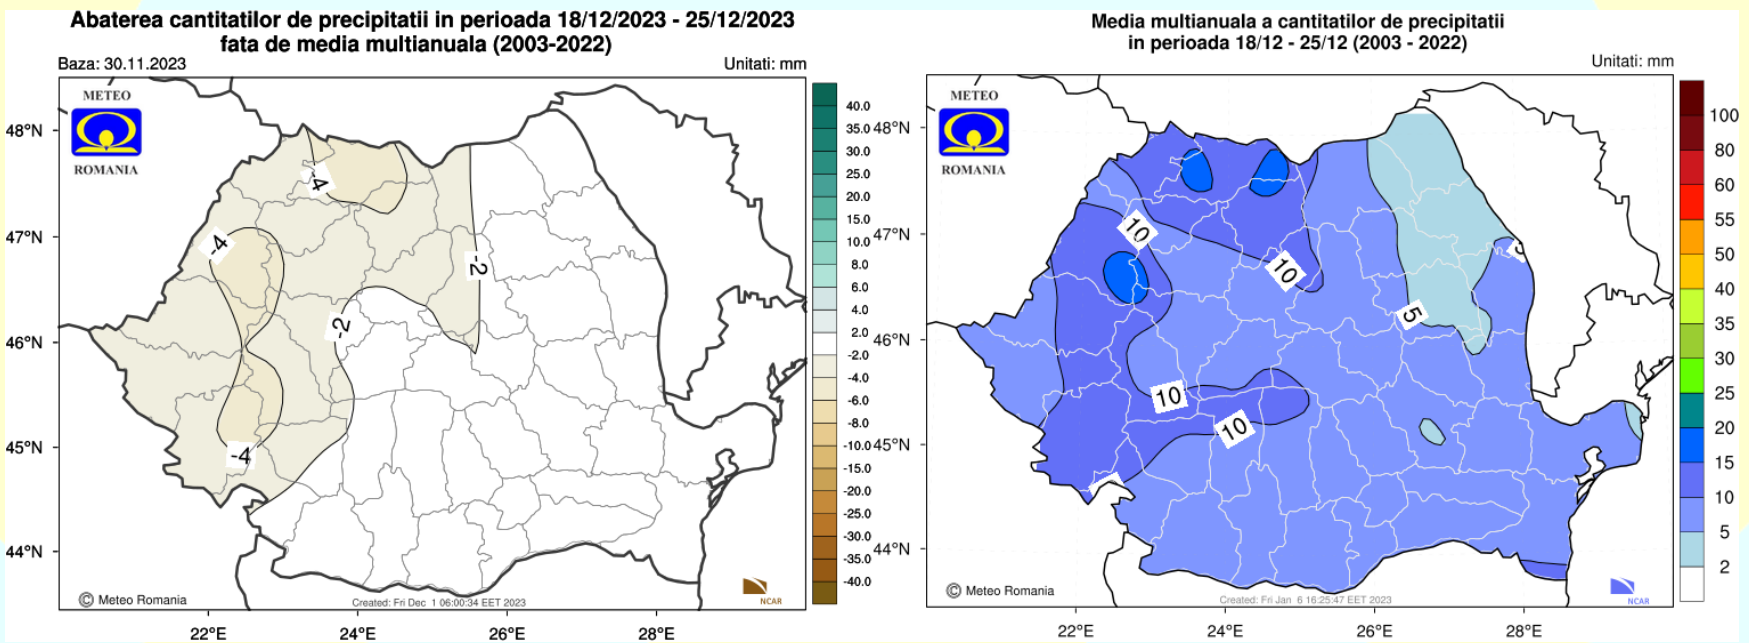 Abaterea cantitatilor de precipitatii in perioada 18/12/2023 - 25/12/2023
fata de media multianuala (2003-2022)
Baza: 30.11.2023
Unitati: mm
METEO
ROMANIA
48°N
47°N
46°N
45°N
44°N
-4
-4
-4
-2
-2
40.0
35.0
30.0
25.0
20.0
15.0
10.0
8.0
6.0
4.0
2.0
-2.0
-4.0
-6.0
-8.0
-10.0
-15.0
-20.0
-25.0
-30.0
-35.0
-40.0
© Meteo Romania
Created: Fri Dec 1 06:00:34 EET 2023
NCAR
22°E
24°E
26°E
28°E
Media multianuala a cantitatilor de precipitatii
in perioada 18/12 - 25/12 (2003 - 2022)
Unitati: mm
METEO
ROMANIA
48°N
47°N
46°N
45°N
44°N
10
10
5
10
10
100
80
60
55
50
40
35
30
25
20
15
10
5
2
© Meteo Romania
Created: Fri Jan 6 16:25:47 EET 2023
NCAR
22°E
24°E
26°E
28°E